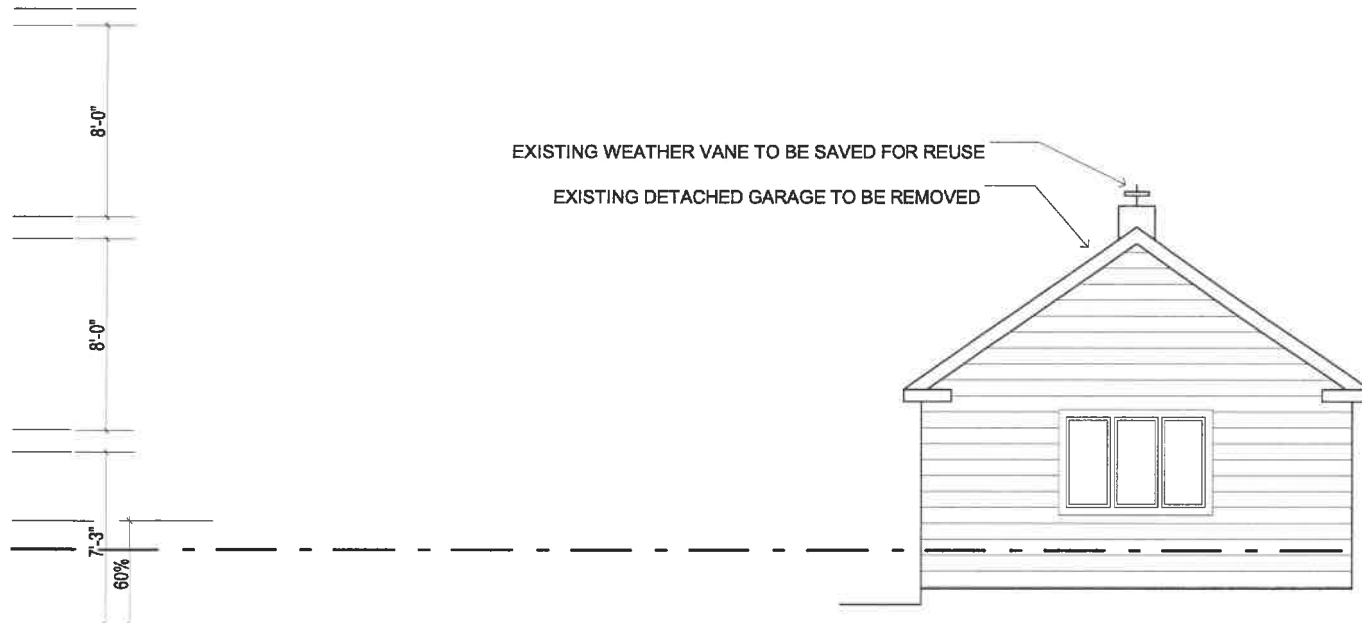 8'-0"
EXISTING WEATHER VANE TO BE SAVED FOR REUSE
EXISTING DETACHED GARAGE TO BE REMOVED
8'-0"
7'-3"
60%